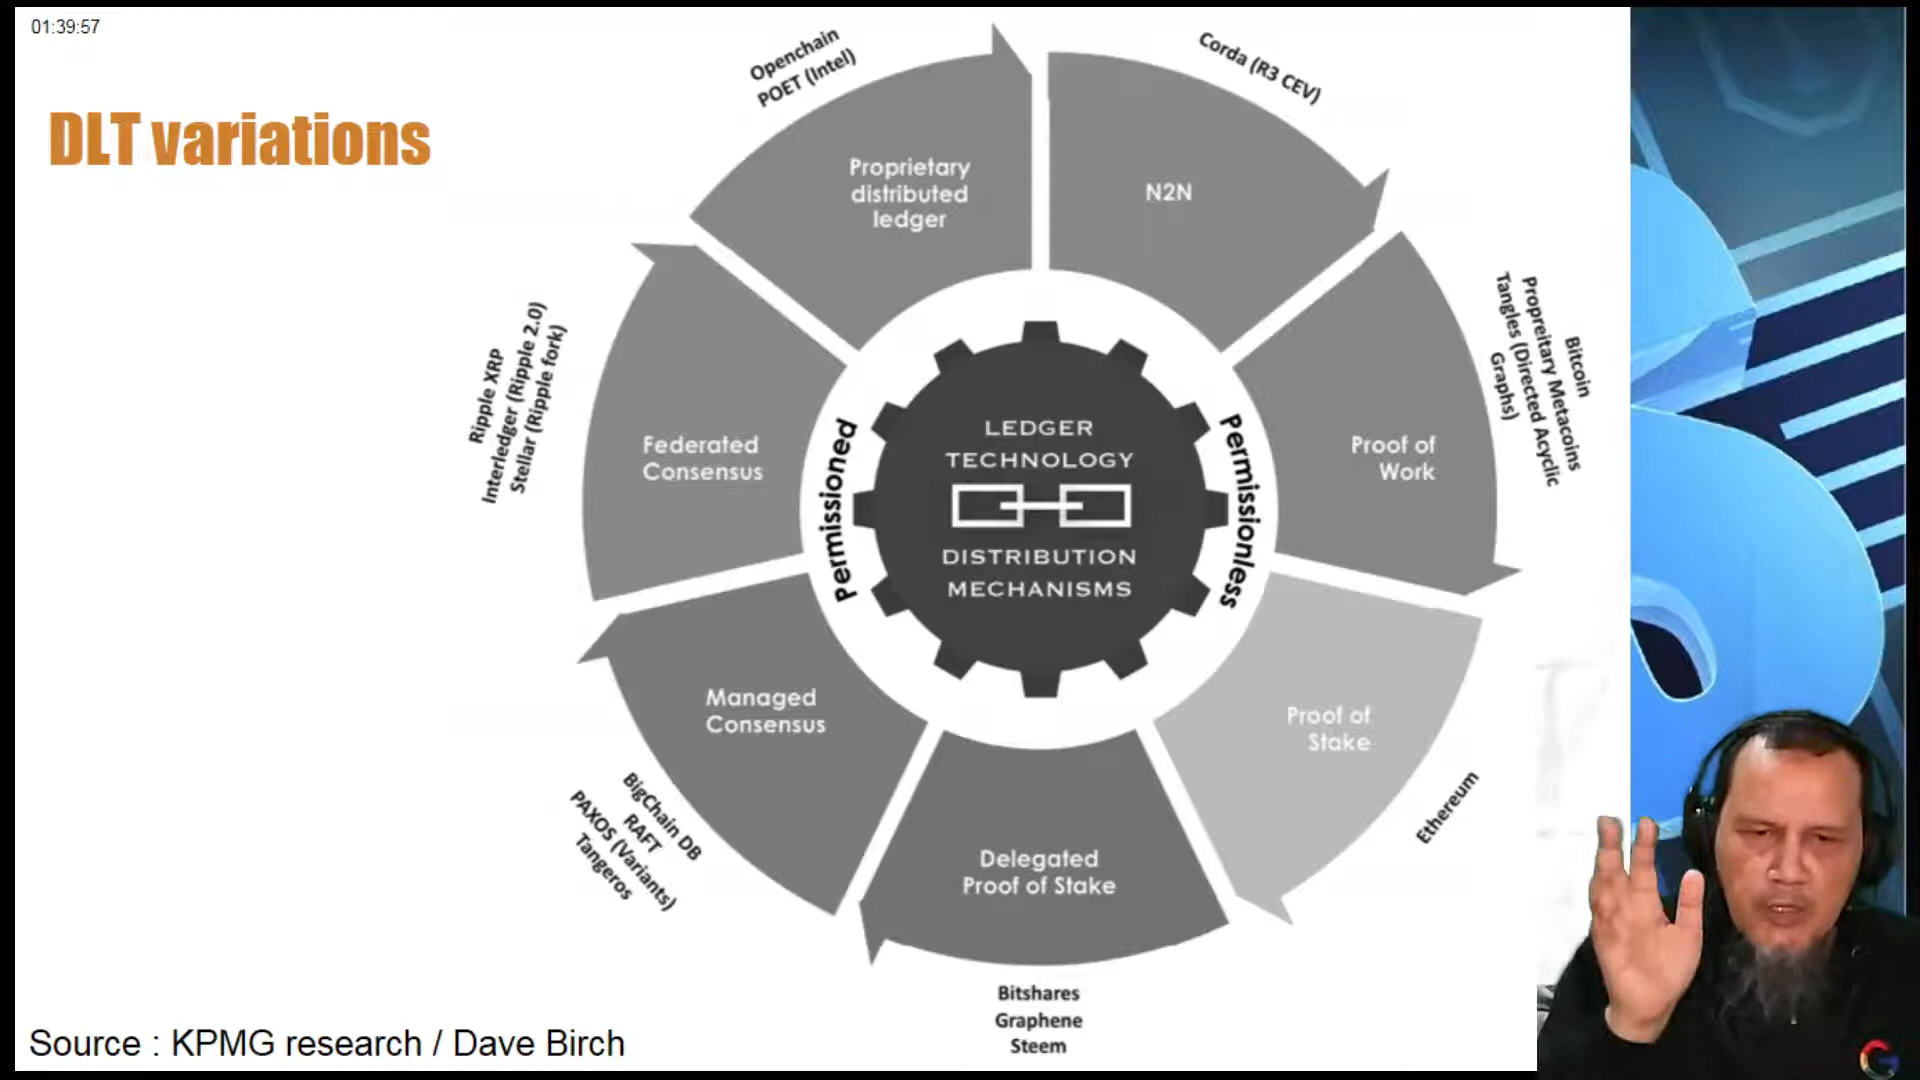 01:39:57
DLT variations
Openchain
POET (Intel)
Corda (R3 CEV)
Proprietary
distributed
ledger
N2N
Ripple XRP
Interledger (Ripple 2.0)
Stellar (Ripple fork)
Federated
Consensus
Permissioned
LEDGER
TECHNOLOGY
DISTRIBUTION
MECHANISMS
Permissionless
Proof of
Work
Bitcoin
Propreitary Metacoins
Tangles (Directed Acyclic
Graphs)
Managed
Consensus
BigChain DB
RAFT
PAXOS (Variants)
Tangeros
Proof of
Stake
Ethereum
Delegated
Proof of Stake
Bitshares
Graphene
Steem
Source : KPMG research / Dave Birch